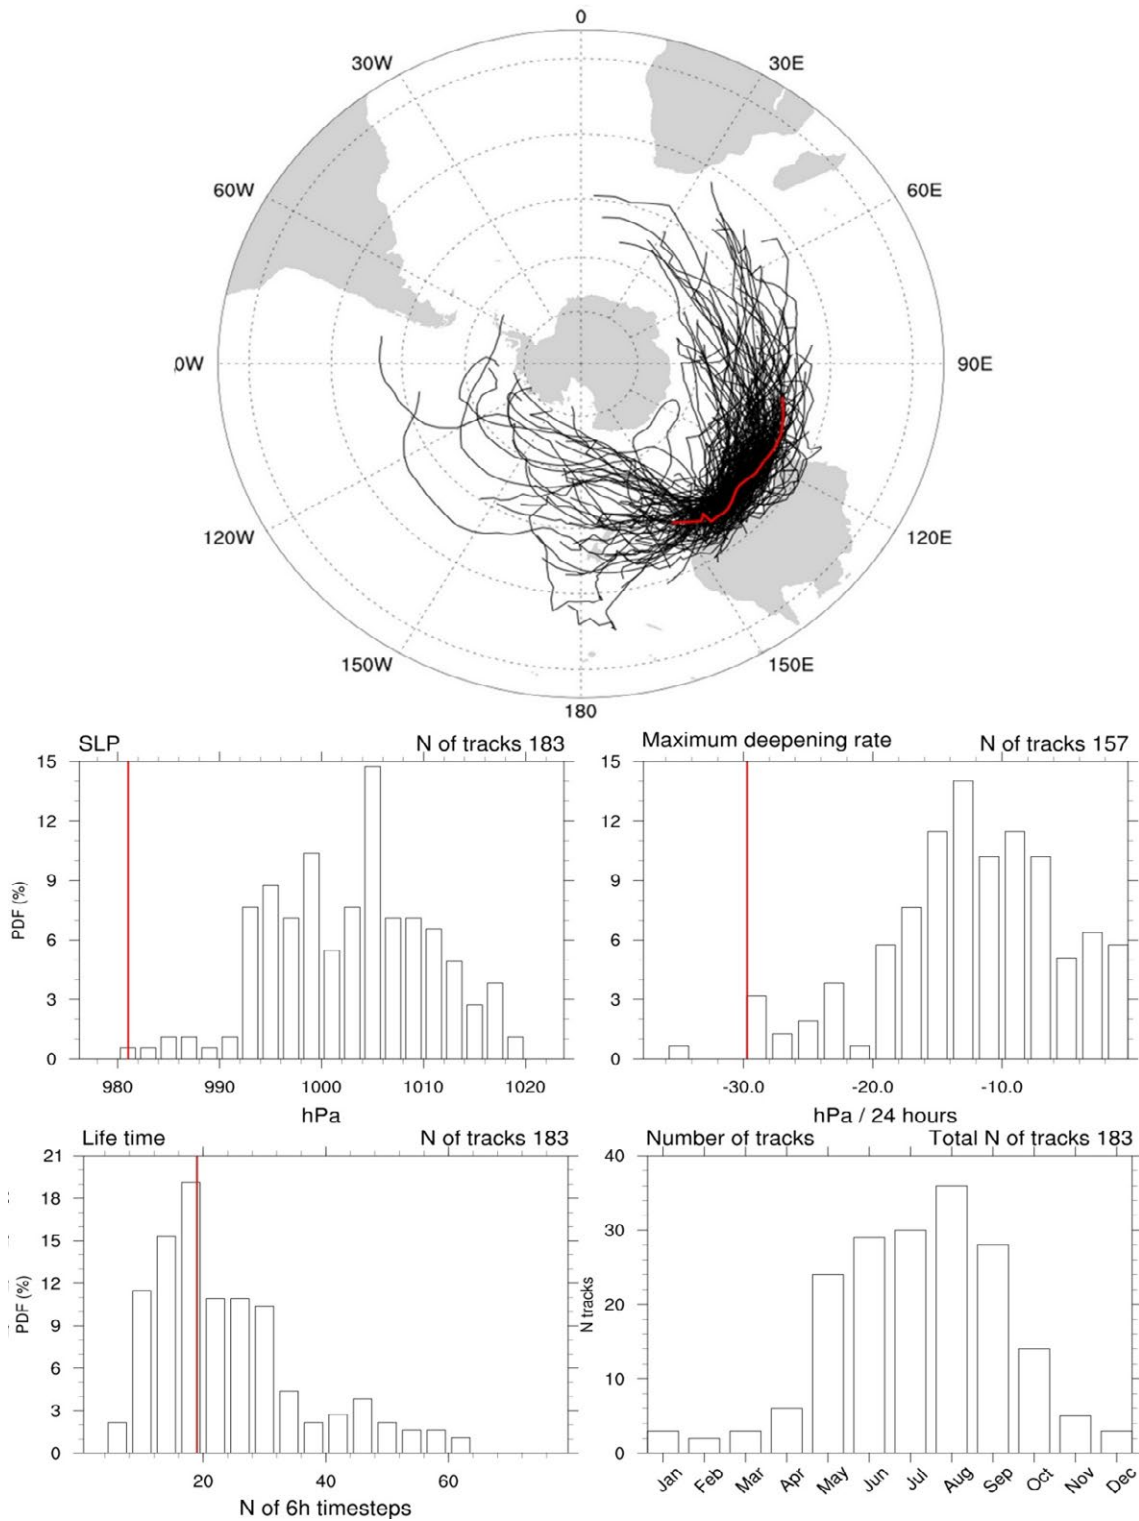 0
30W
30E
60W
60E
0W
90E
120W
120E
150W
150E
180
SLP
N of tracks 183
Maximum deepening rate
N of tracks 157
15
12
9
6
3
0
PDF (%)
980
990
1000
1010
1020
hPa
15
12
9
6
3
0
-30.0
-20.0
-10.0
hPa / 24 hours
Life time
N of tracks 183
Number of tracks
Total N of tracks 183
21
18
15
12
9
6
3
0
PDF (%)
20
40
60
N of 6h timesteps
40
30
20
10
0
N tracks
Jan
Feb
Mar
Apr
May
Jun
Jul
Aug
Sep
Oct
Nov
Dec